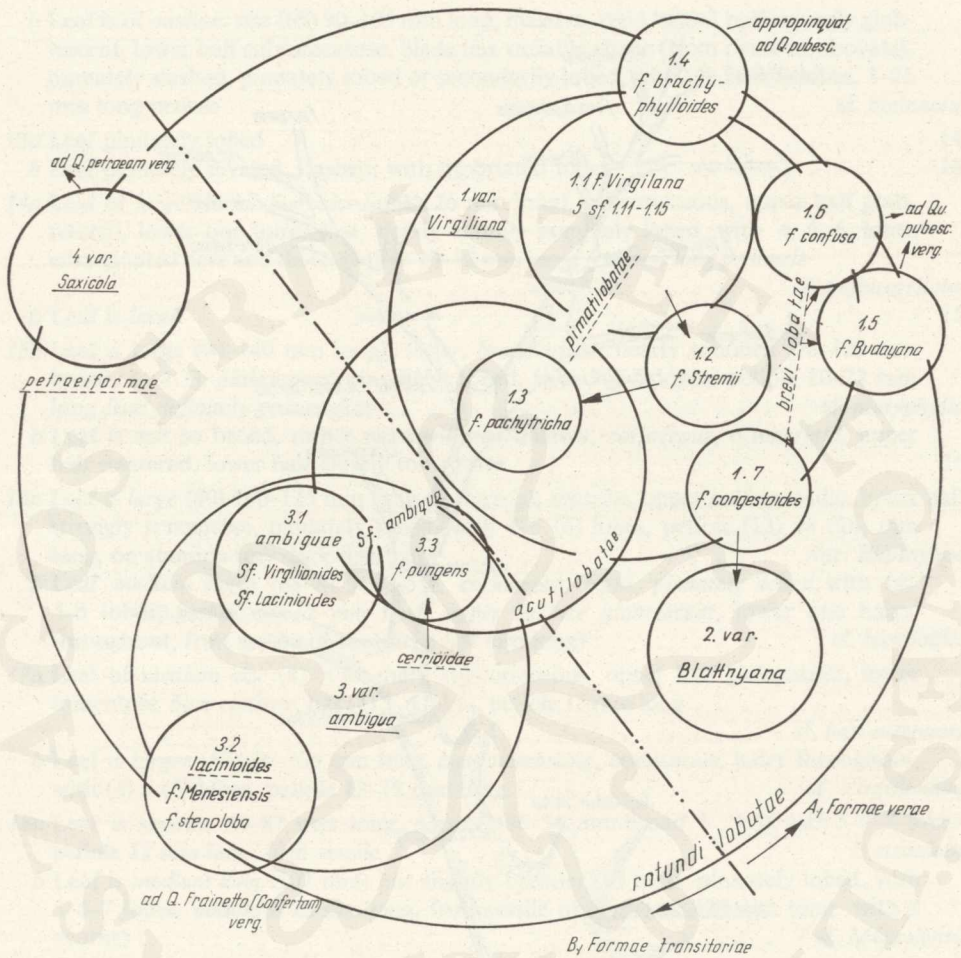 appropinquat
ad Q. pubesc.
1.4
f. brachy-
phylloides
ad Q. petraeam verg.
1. var.
Virgiliana
1.1 f. Virgilana
5 sf. 1.11-1.15
1.6
f. confusa
ad Qu.
pubesc.
verg.
4 var.
Saxicola
pinnatilobatae
brevi lobatae
1.5
f. Budayana
1.2
f. Stremii
petraeiformae
1.3
f. pachytricha
1.7
f. congestoides
3.1
ambiguae
Sf. Virgilionides
Sf. Lacinioides
Sf. ambigua
3.3
f. pungens
acutilobatae
cerrioidae
2. var.
Blattnyana
3. var.
ambigua
3.2
lacinioides
f. Menesiensis
f. stenoloba
rotundi lobatae
A, Formae verae
ad Q. Frainetto (Confertam)
verg.
B, Formae transitoriae